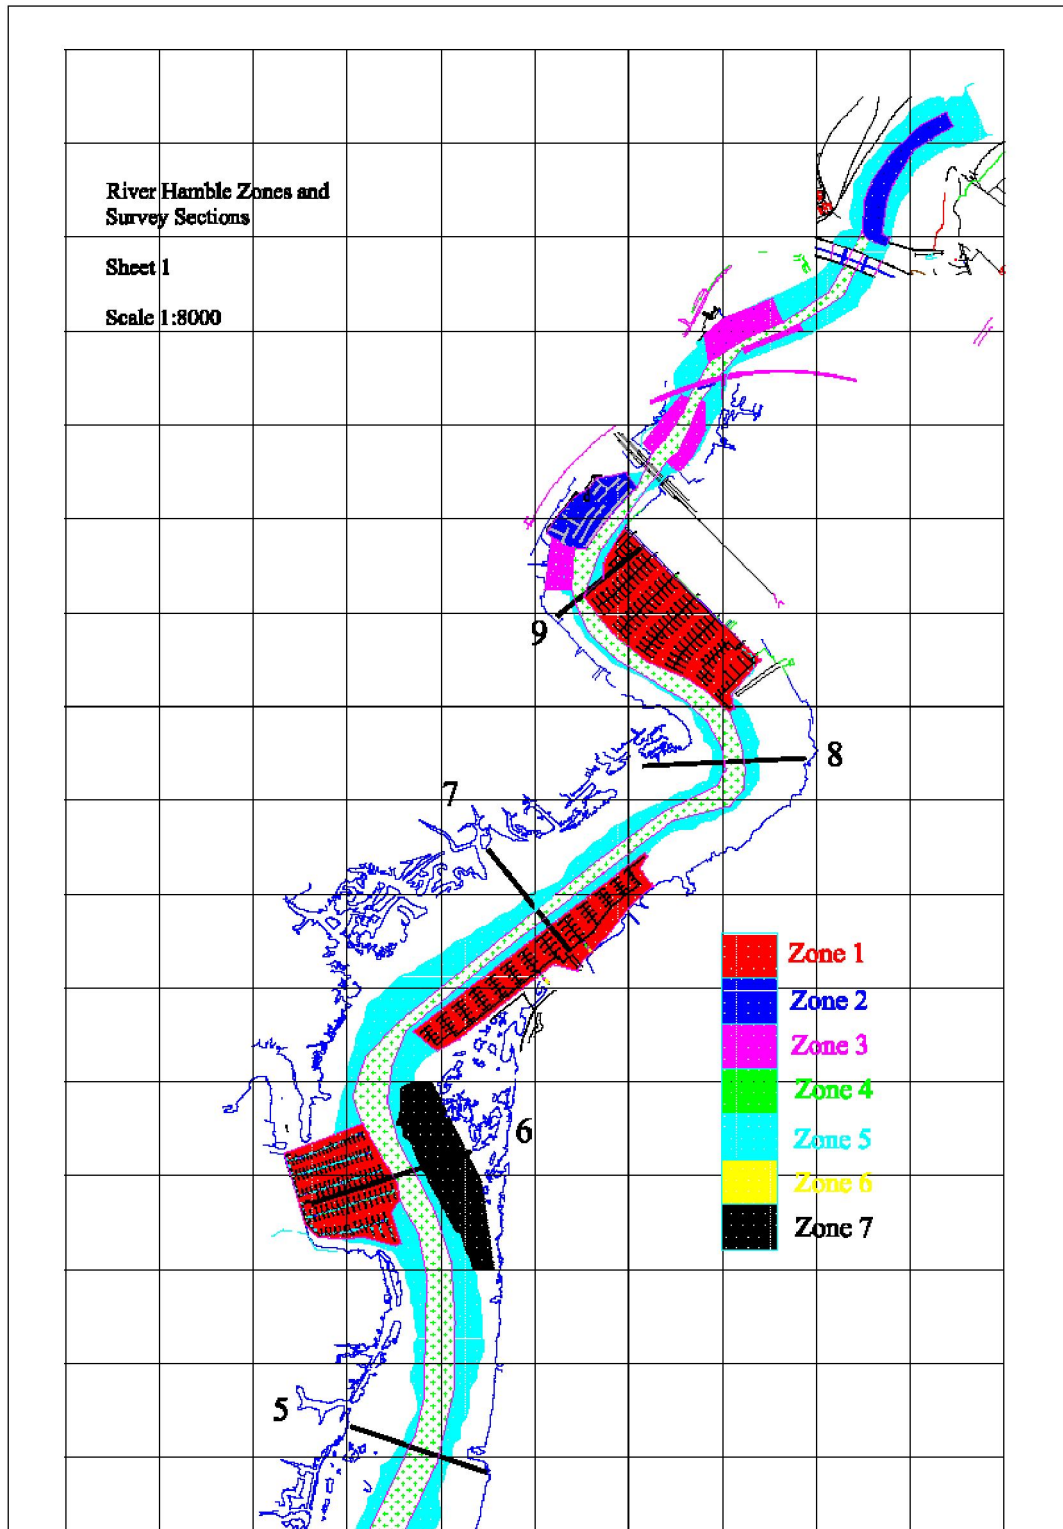 River Hamble Zones and
Survey Sections
Sheet 1
Scale 1:8000
9
8
7
Zone 1
Zone 2
Zone 3
Zone 4
6
Zone 5
Zone 6
Zone 7
5